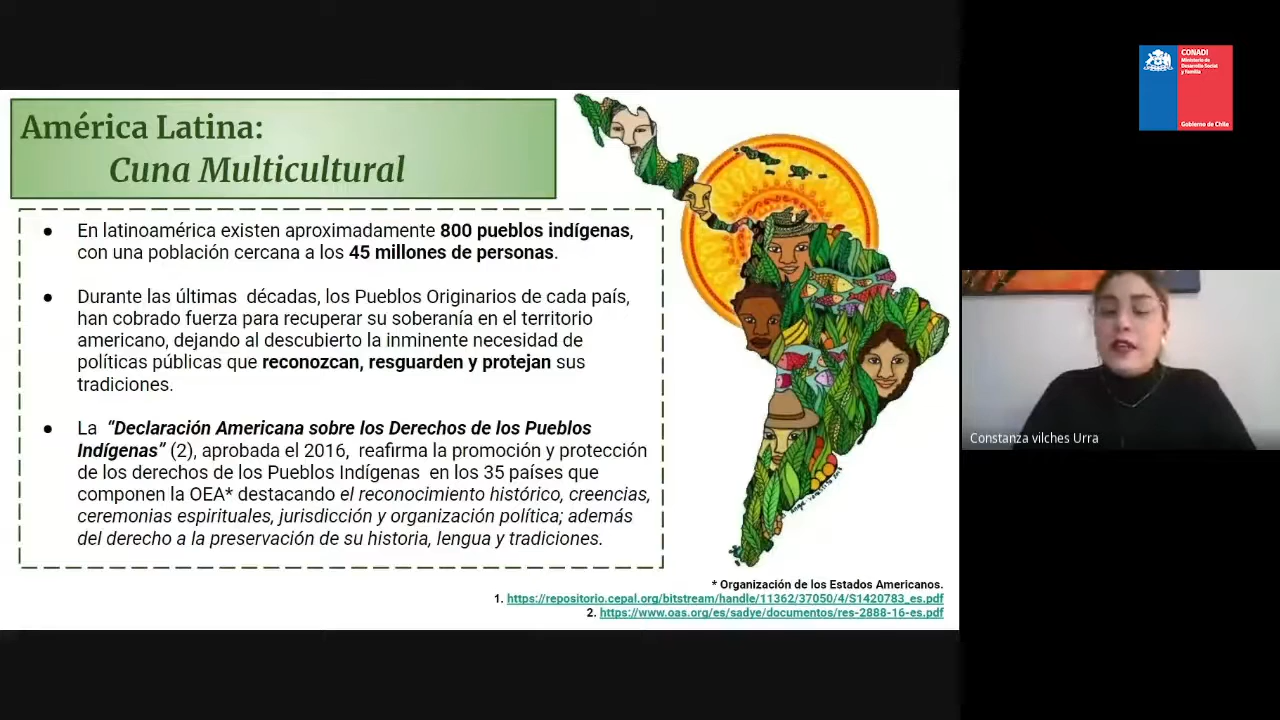 América Latina:
Cuna Multicultural
● En latinoamérica existen aproximadamente 800 pueblos indígenas,
con una población cercana a los 45 millones de personas.
● Durante las últimas décadas, los Pueblos Originarios de cada país,
han cobrado fuerza para recuperar su soberanía en el territorio
americano, dejando al descubierto la inminente necesidad de
políticas públicas que reconozcan, resguarden y protejan sus
tradiciones.
● La "Declaración Americana sobre los Derechos de los Pueblos
Indígenas" (2), aprobada el 2016, reafirma la promoción y protección
de los derechos de los Pueblos Indígenas en los 35 países que
componen la OEA* destacando el reconocimiento histórico, creencias,
ceremonias espirituales, jurisdicción y organización política; además
del derecho a la preservación de su historia, lengua y tradiciones.
* Organización de los Estados Americanos.
1. https://repositorio.cepal.org/bitstream/handle/11362/37050/4/S1420783_es.pdf
2. https://www.oas.org/es/sadye/documentos/res-2888-16-es.pdf
CONADI
Ministerio de
Desarrollo Social
y Familia
Gobierno de Chile
Constanza vilches Urra